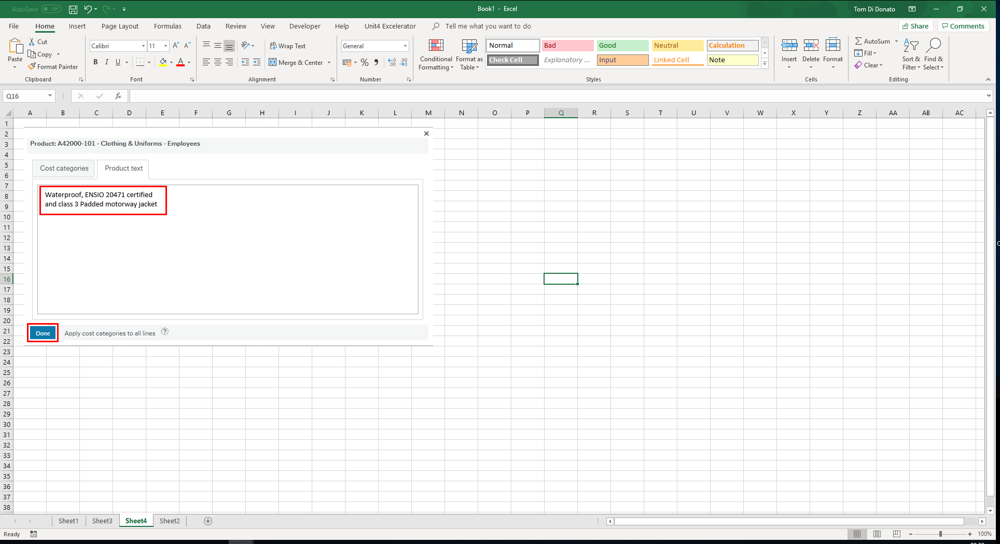 AutoSave Off
Book1 - Excel
Tom Di Donato
File Home Insert Page Layout Formulas Data Review View Developer Help Unit4 Excelerator Tell me what you want to do
Share Comments
Paste
Cut
Copy
Format Painter
Clipboard
Calibri 11
A A
B I U A
Font
Wrap Text
Merge & Center
Alignment
General
% 9
Number
Conditional Formatting
Format as Table
Normal Bad Good Neutral Calculation
Check Cell Explanatory ... Input Linked Cell Note
Styles
Insert Delete Format
Cells
AutoSum
Fill
Clear
Sort & Filter
Find & Select
Editing
Q16
fx
A B C D E F G H I J K L M N O P Q R S T U V W X Y Z AA AB AC
1
2
3
4
5
6
7
8
9
10
11
12
13
14
15
16
17
18
19
20
21
22
23
24
25
26
27
28
29
30
31
32
33
34
35
36
37
38
Product: A42000-101 - Clothing & Uniforms - Employees
Cost categories Product text
Waterproof, ENSIO 20471 certified
and class 3 Padded motorway jacket
Done Apply cost categories to all lines ?
Sheet1 Sheet3 Sheet4 Sheet2
Ready
100%